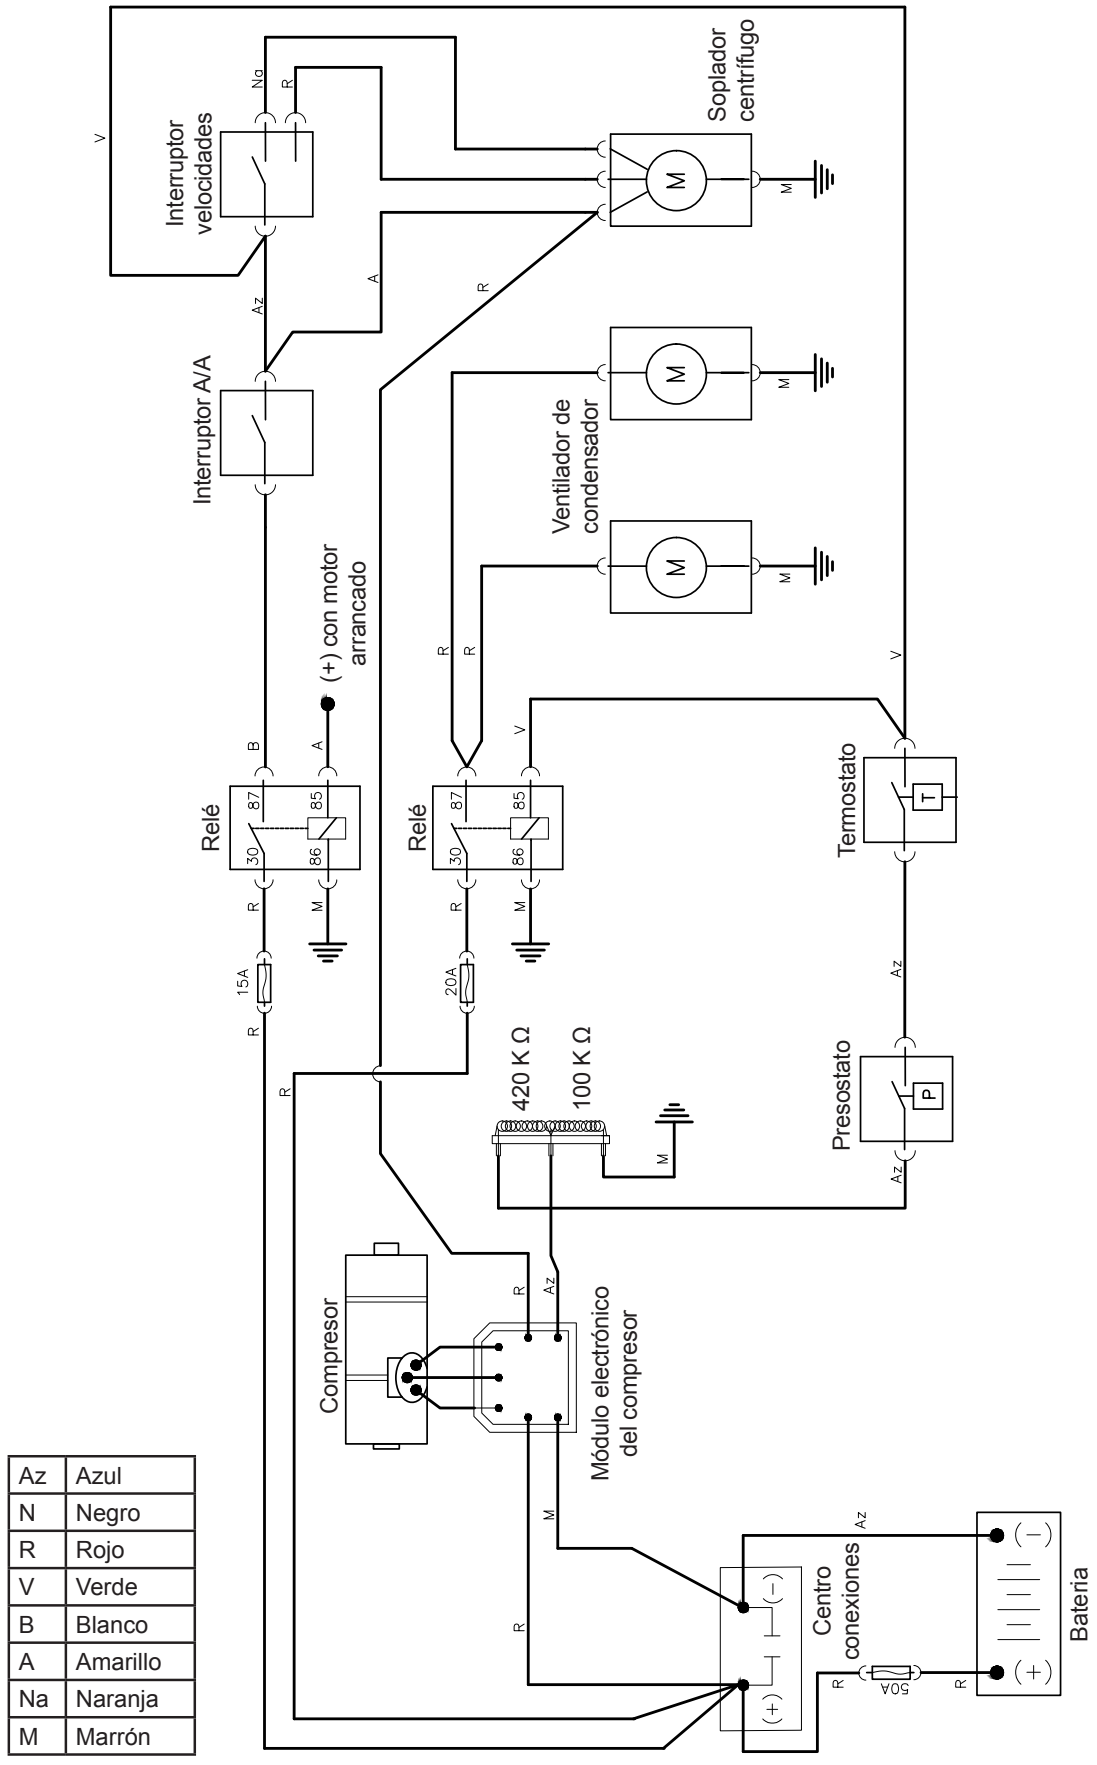 Soplador
centrífugo
Na
R
V
Interruptor
velocidades
M
Az
A
R
Interruptor A/A
M
M
Ventilador de
condensador
M
M
M
M
(+) con motor
arrancado
R
R
V
B
A
V
Relé
87
85
30
86
Relé
87
85
30
86
Termostato
T
R
M
R
M
15A
20A
Az
R
R
420 K Ω
100 K Ω
Presostato
P
M
Az
Compresor
R
Az
Módulo electrónico
del compresor
M
R
Az
Centro
conexiones
(-)
(+)
R
50A
R
(-)
(+)
Bateria
Az Azul
N Negro
R Rojo
V Verde
B Blanco
A Amarillo
Na Naranja
M Marrón